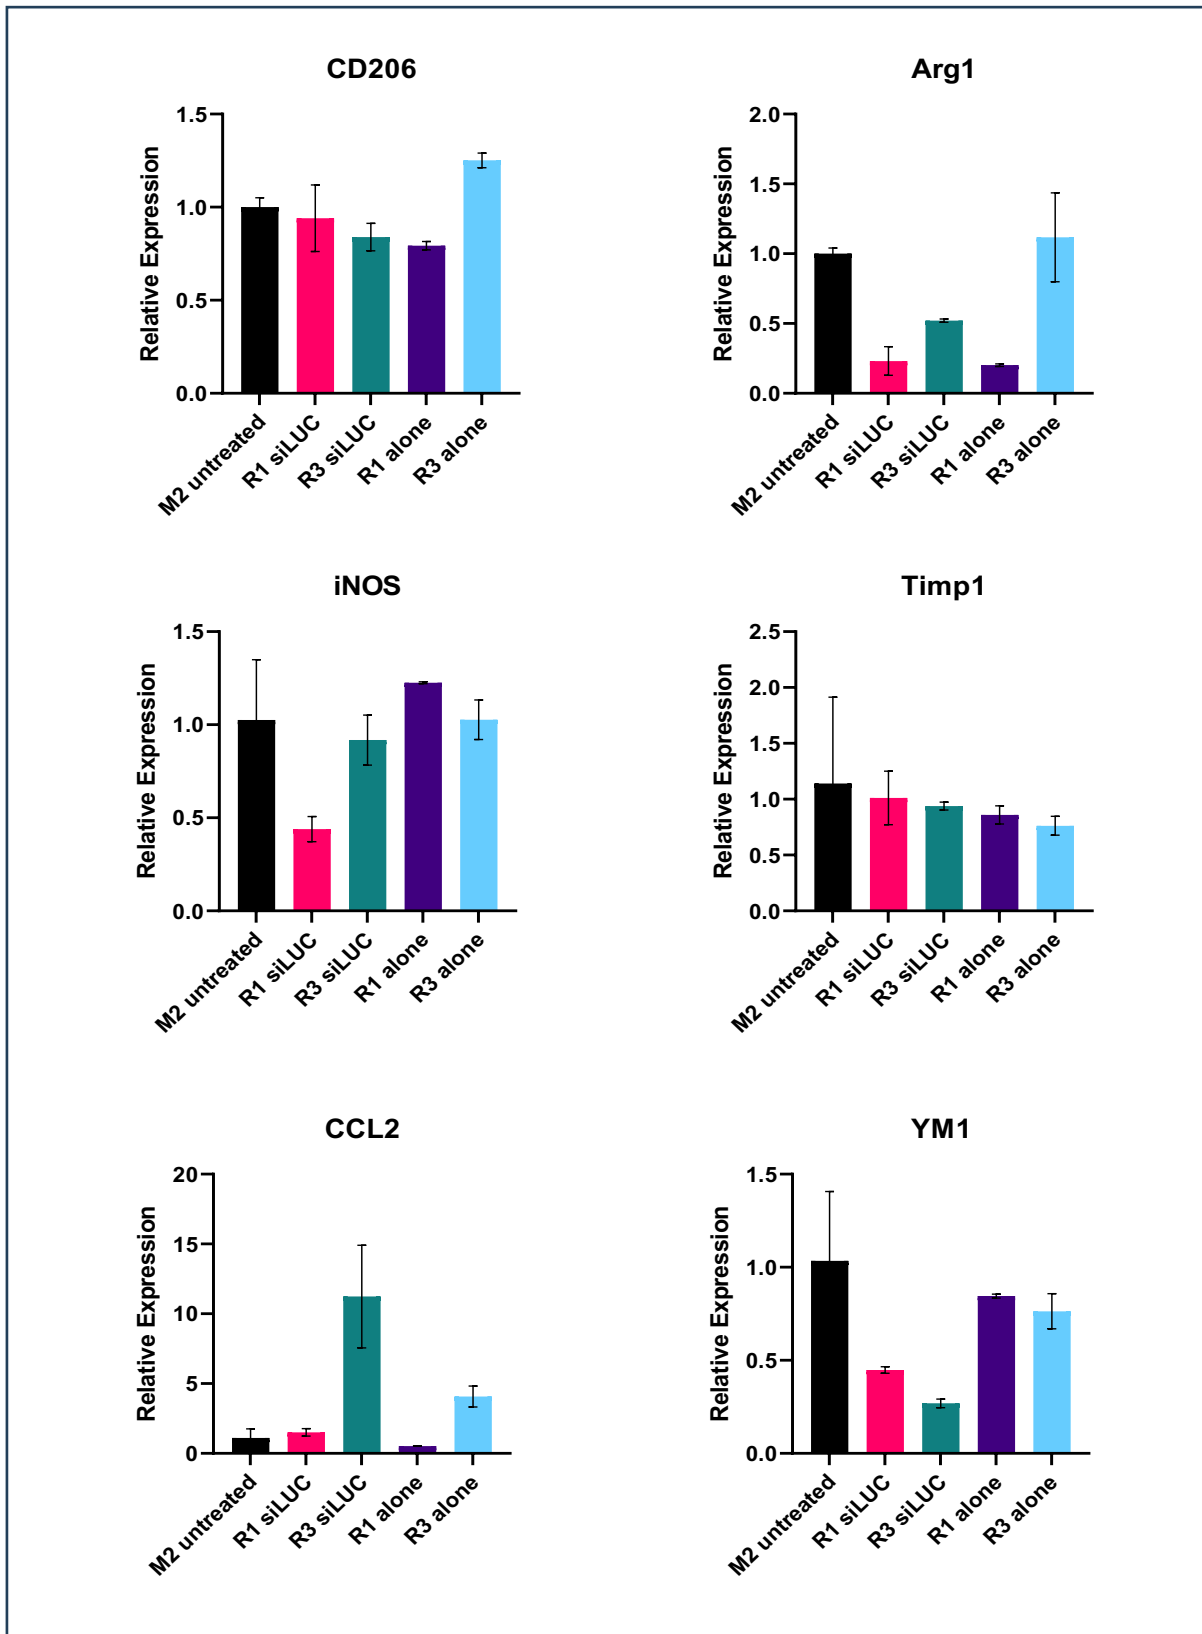 CD206
Relative Expression
1.5
1.0
0.5
0.0
M2 untreated
R1 siLUC
R3 siLUC
R1 alone
R3 alone
Arg1
Relative Expression
2.0
1.5
1.0
0.5
0.0
M2 untreated
R1 siLUC
R3 siLUC
R1 alone
R3 alone
iNOS
Relative Expression
1.5
1.0
0.5
0.0
M2 untreated
R1 siLUC
R3 siLUC
R1 alone
R3 alone
Timp1
Relative Expression
2.5
2.0
1.5
1.0
0.5
0.0
M2 untreated
R1 siLUC
R3 siLUC
R1 alone
R3 alone
CCL2
Relative Expression
20
15
10
5
0
M2 untreated
R1 siLUC
R3 siLUC
R1 alone
R3 alone
YM1
Relative Expression
1.5
1.0
0.5
0.0
M2 untreated
R1 siLUC
R3 siLUC
R1 alone
R3 alone